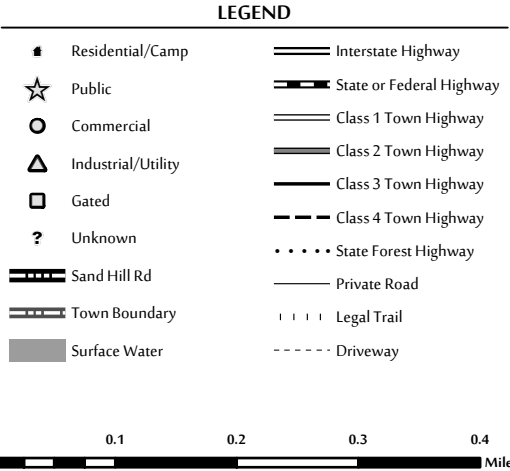 LEGEND
Residential/Camp
Public
Commercial
Industrial/Utility
Gated
? Unknown
Sand Hill Rd
Town Boundary
Surface Water
Interstate Highway
State or Federal Highway
Class 1 Town Highway
Class 2 Town Highway
Class 3 Town Highway
Class 4 Town Highway
State Forest Highway
Private Road
Legal Trail
Driveway
0.1 0.2 0.3 0.4
Mile